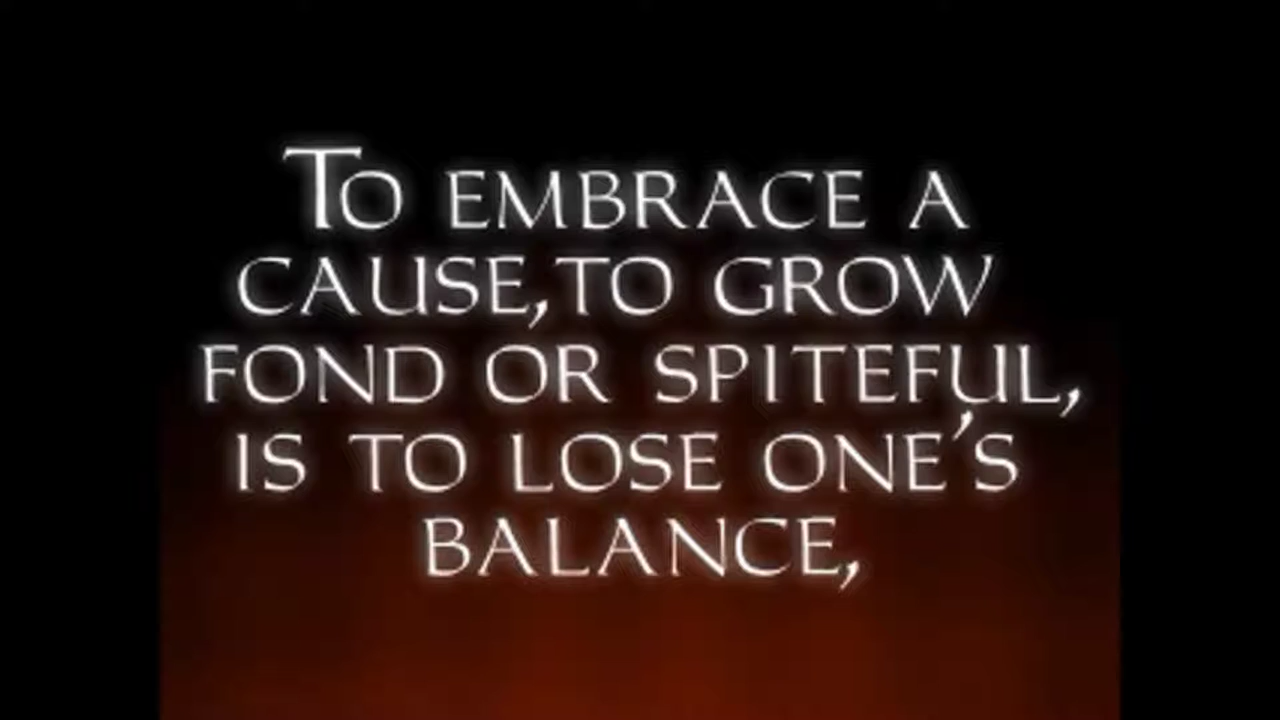 To EMBRACE A
CAUSE, TO GROW
FOND OR SPITEFUL,
IS TO LOSE ONE'S
BALANCE,